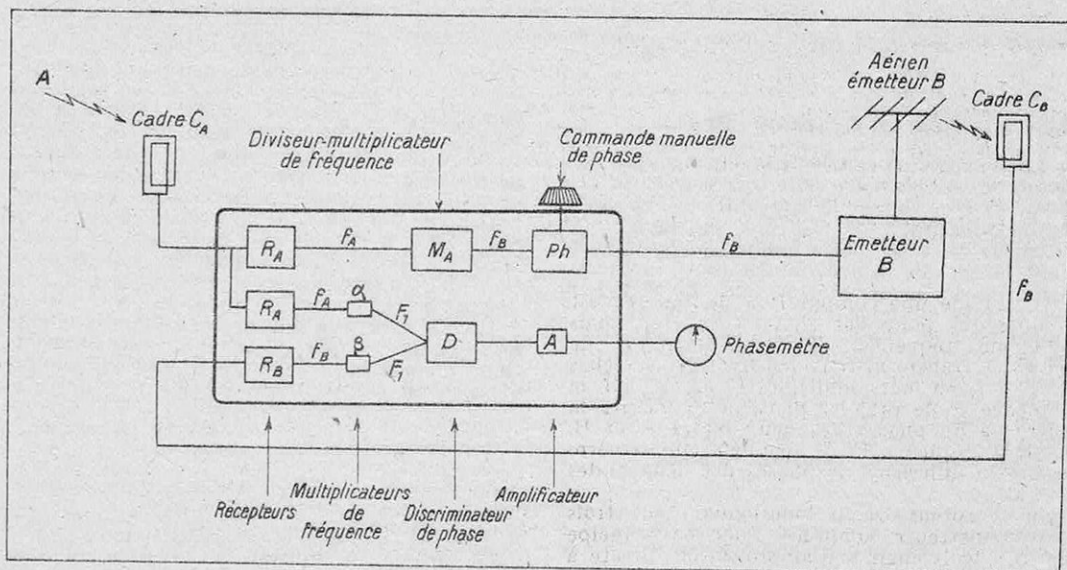 A
Cadre C_A
Diviseur-multiplicateur
de fréquence
Commande manuelle
de phase
Aérien
émetteur B
Cadre C_B
R_A
f_A
M_A
f_B
Ph
f_B
Emetteur
B
f_B
R_A
f_A
α
F_1
D
A
Phasemètre
R_B
f_B
β
F_1
Récepteurs
Multiplicateurs
de
fréquence
Discriminateur
de phase
Amplificateur